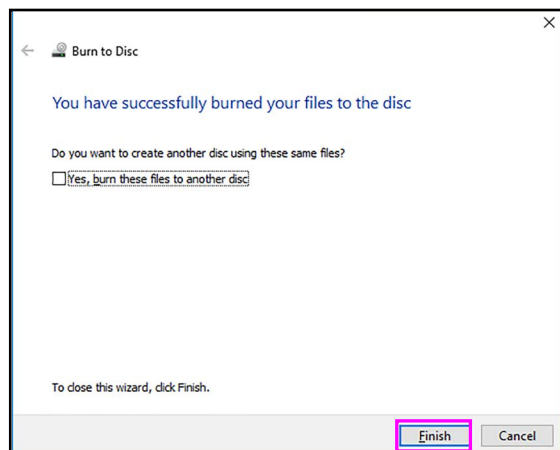 Burn to Disc
You have successfully burned your files to the disc
Do you want to create another disc using these same files?
Yes, burn these files to another disc
To close this wizard, click Finish.
Finish Cancel